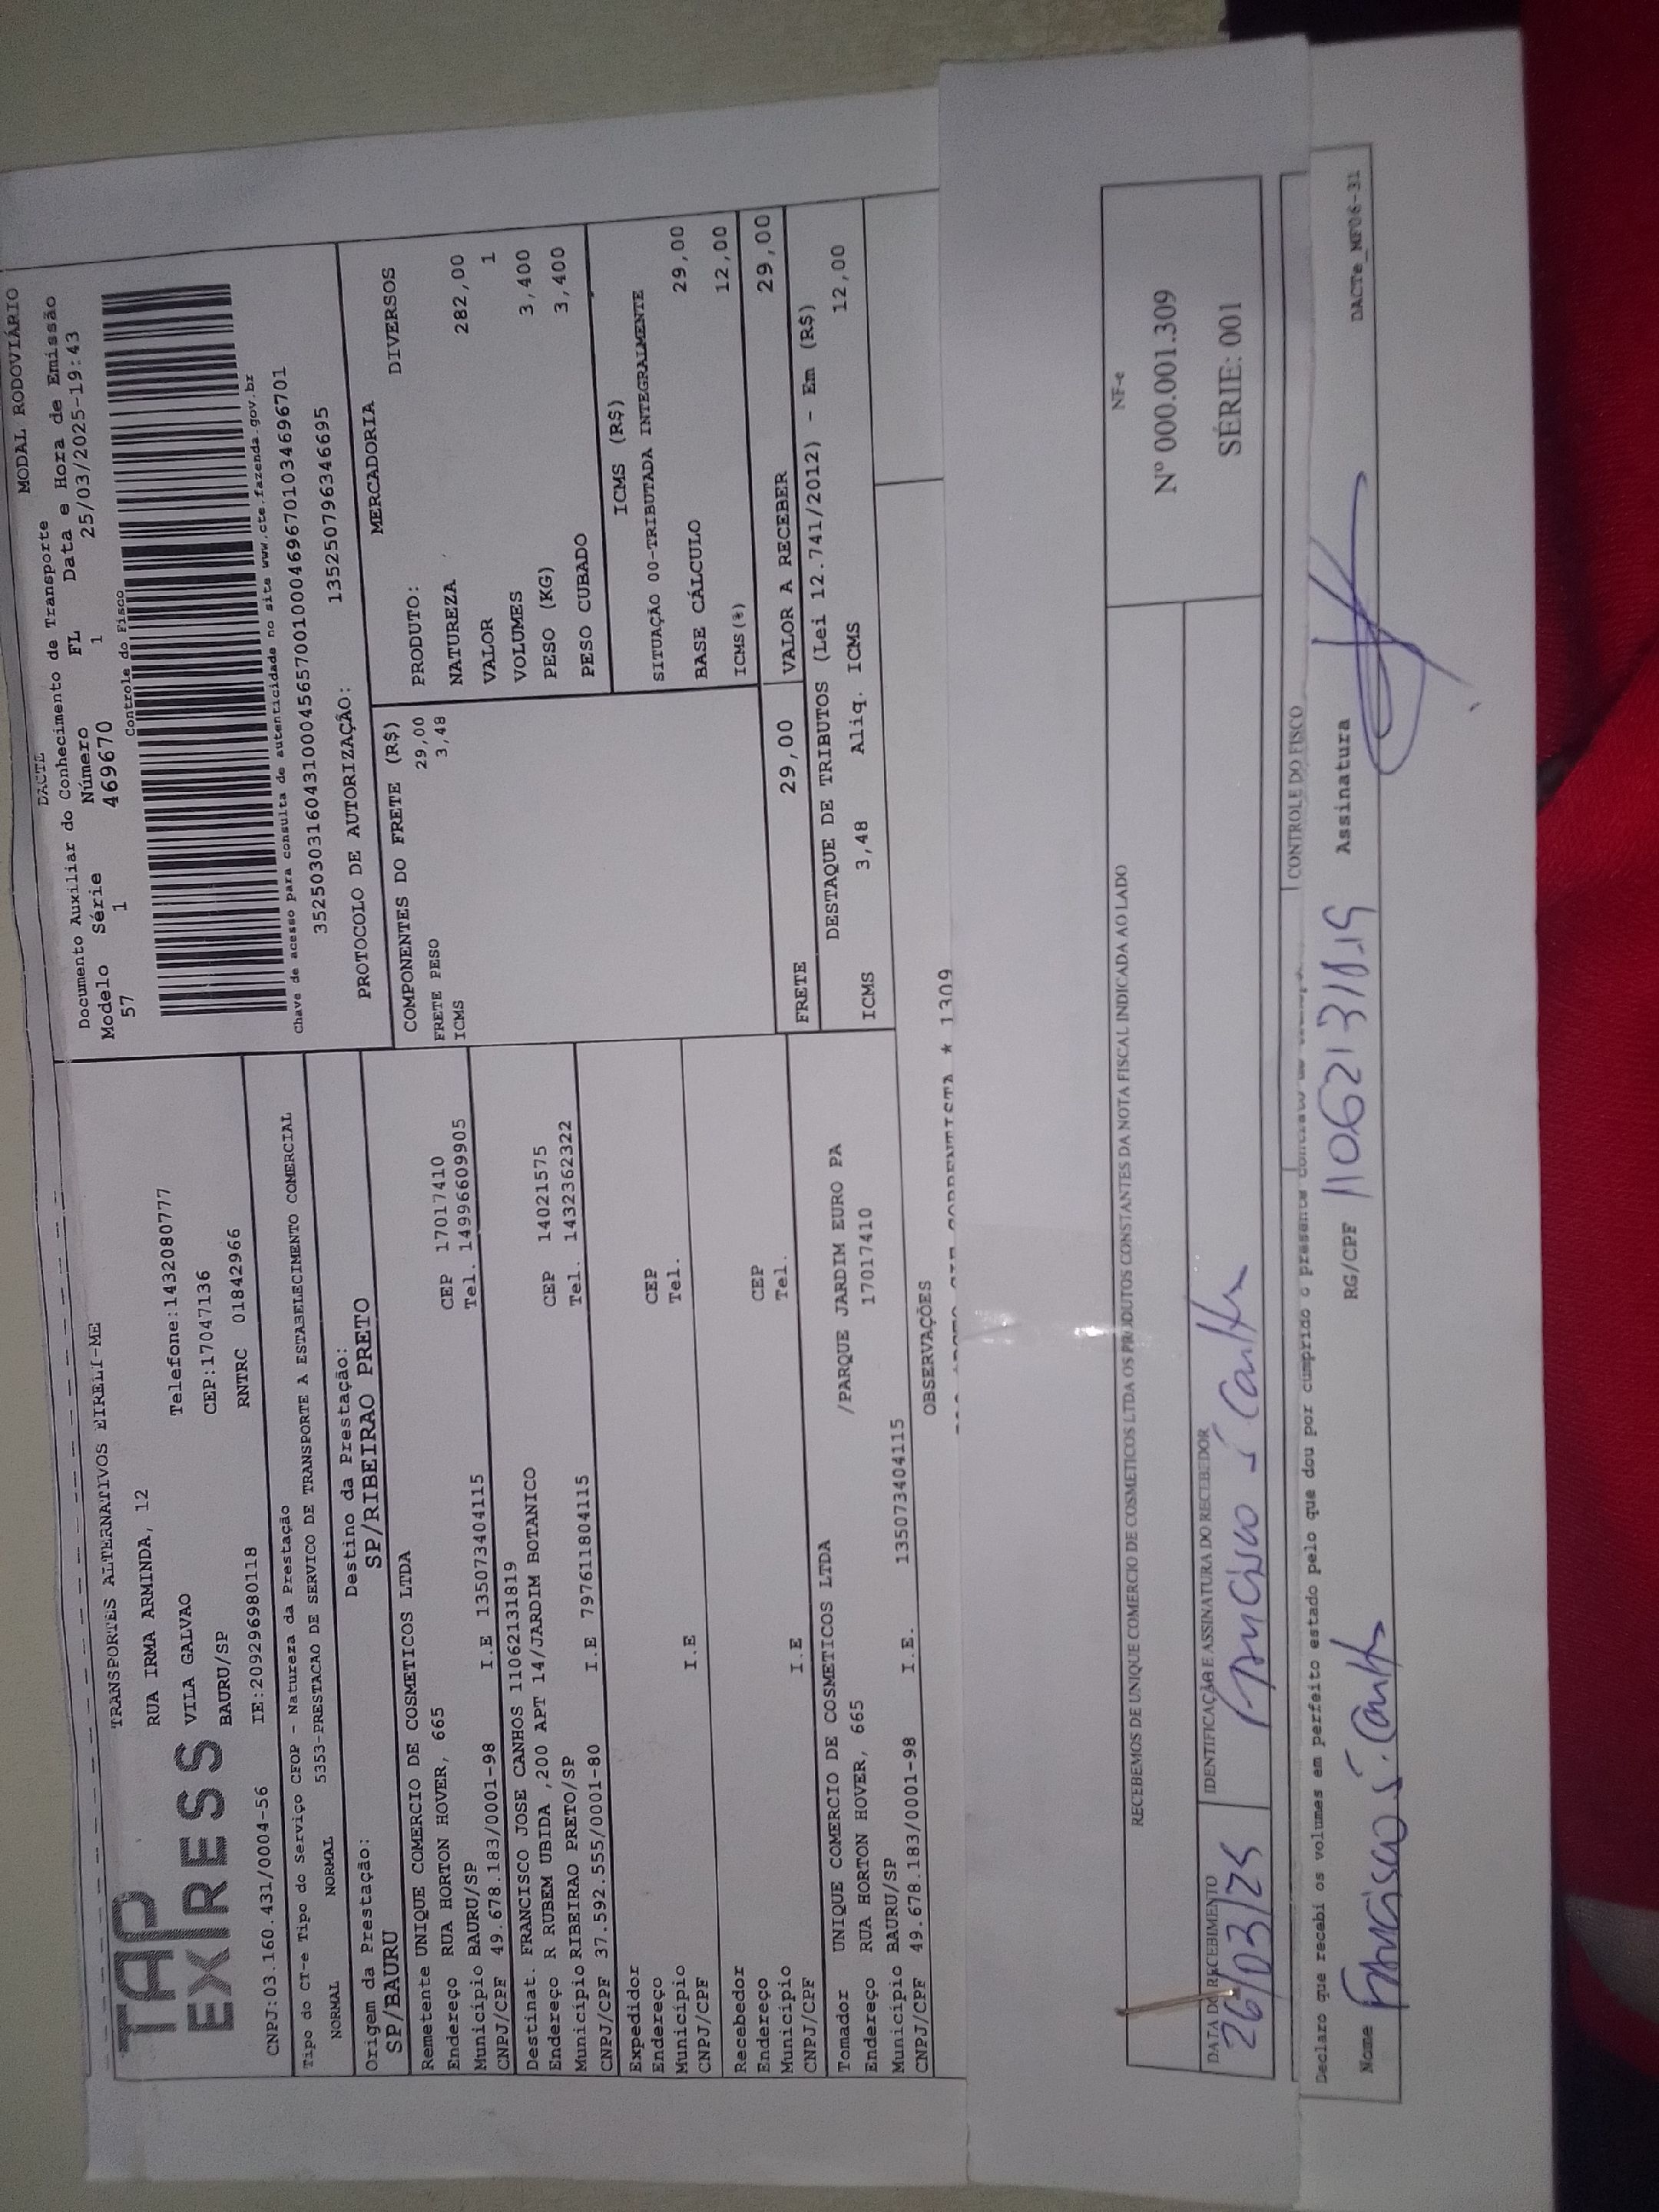 TAP
EXPRESS
TRANSPORTES ALTERNATIVOS EIRELI-ME
RUA IRMA ARMINDA, 12
VILA GALVAO Telefone:1432080777
BAURU/SP CEP:17047136
CNPJ:03.160.431/0004-56 IE:209296980118 RNTRC 01842966
DACTE MODAL RODOVIÁRIO
Documento Auxiliar do Conhecimento de Transporte
Modelo Série Número FL Data e Hora de Emissão
57 1 469670 1 25/03/2025-19:43
Controle do Fisco
Chave de acesso para consulta de autenticidade no site www.cte.fazenda.gov.br
35250303160431000456570010004696701034696701
PROTOCOLO DE AUTORIZAÇÃO: 135250796346695
Tipo do CT-e Tipo do Serviço CFOP - Natureza da Prestação
NORMAL NORMAL 5353-PRESTACAO DE SERVICO DE TRANSPORTE A ESTABELECIMENTO COMERCIAL
Origem da Prestação: Destino da Prestação:
SP/BAURU SP/RIBEIRAO PRETO
Remetente UNIQUE COMERCIO DE COSMETICOS LTDA
Endereço RUA HORTON HOVER, 665 CEP 17017410
Município BAURU/SP Tel. 14996609905
CNPJ/CPF 49.678.183/0001-98 I.E 135073404115
Destinat. FRANCISCO JOSE CANHOS 11062131819
Endereço R RUBEM UBIDA ,200 APT 14/JARDIM BOTANICO CEP 14021575
Município RIBEIRAO PRETO/SP Tel. 1432362322
CNPJ/CPF 37.592.555/0001-80 I.E 797611804115
Expedidor
Endereço CEP
Município Tel.
CNPJ/CPF I.E
Recebedor
Endereço CEP
Município Tel.
CNPJ/CPF I.E
Tomador UNIQUE COMERCIO DE COSMETICOS LTDA
Endereço RUA HORTON HOVER, 665 /PARQUE JARDIM EURO PA
Município BAURU/SP 17017410
CNPJ/CPF 49.678.183/0001-98 I.E. 135073404115
COMPONENTES DO FRETE (R$)
FRETE PESO 29,00
ICMS 3,48
MERCADORIA
PRODUTO: DIVERSOS
NATUREZA
VALOR 282,00
VOLUMES 1
PESO (KG) 3,400
PESO CUBADO 3,400
ICMS (R$)
SITUAÇÃO 00-TRIBUTADA INTEGRALMENTE
BASE CÁLCULO 29,00
ICMS(%) 12,00
FRETE 29,00 VALOR A RECEBER 29,00
DESTAQUE DE TRIBUTOS (Lei 12.741/2012) - Em (R$)
ICMS 3,48 Aliq. ICMS 12,00
OBSERVAÇÕES
* 1309
RECEBEMOS DE UNIQUE COMERCIO DE COSMETICOS LTDA OS PRODUTOS CONSTANTES DA NOTA FISCAL INDICADA AO LADO
NF-e
Nº 000.001.309
SÉRIE: 001
DATA DO RECEBIMENTO IDENTIFICAÇÃO E ASSINATURA DO RECEBEDOR
26/03/25 Francisco J Canhos
CONTROLE DO FISCO
Declaro que recebi os volumes em perfeito estado pelo que dou por cumprido o presente contrato de
Nome Francisco J. Canhos RG/CPF 110621318.19 Assinatura
DACTe_MF06-31